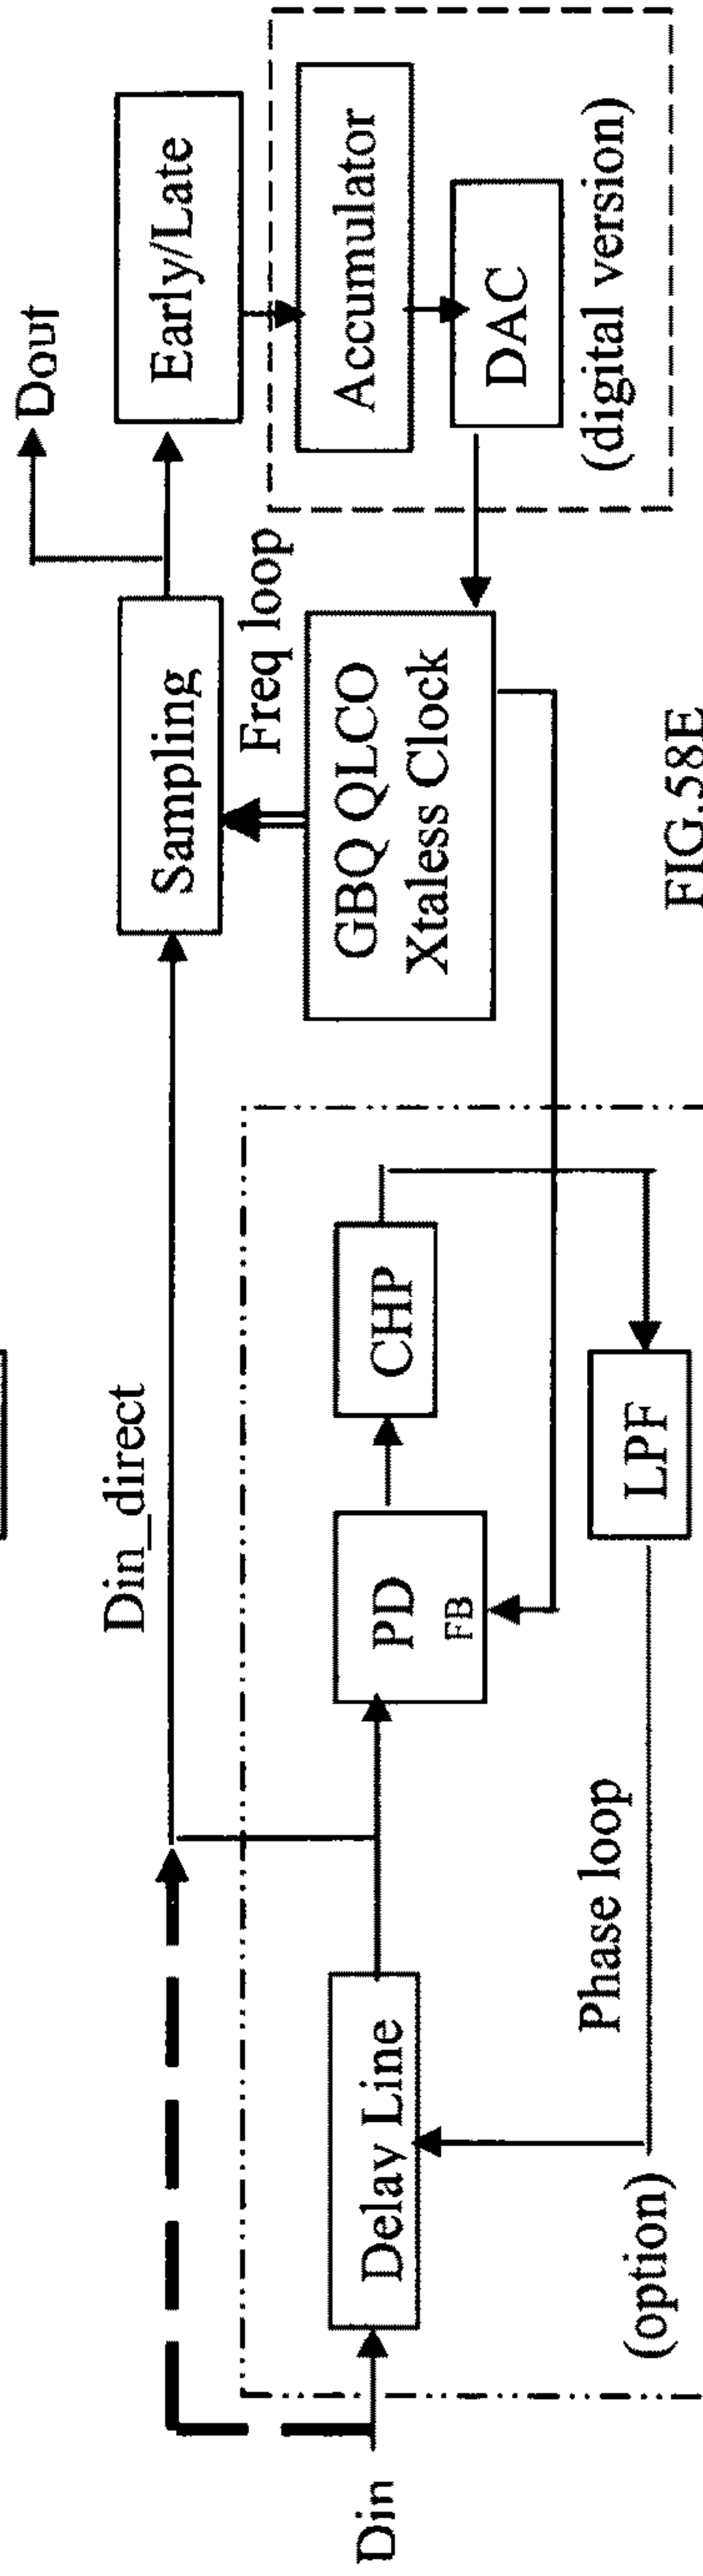 Dout
Din_direct
Sampling
Early/Late
Freq loop
Din
Delay Line
PD
FB
CHP
GBQ QLCO
Xtaless Clock
Accumulator
DAC
(digital version)
Phase loop
(option)
LPF
FIG.58E